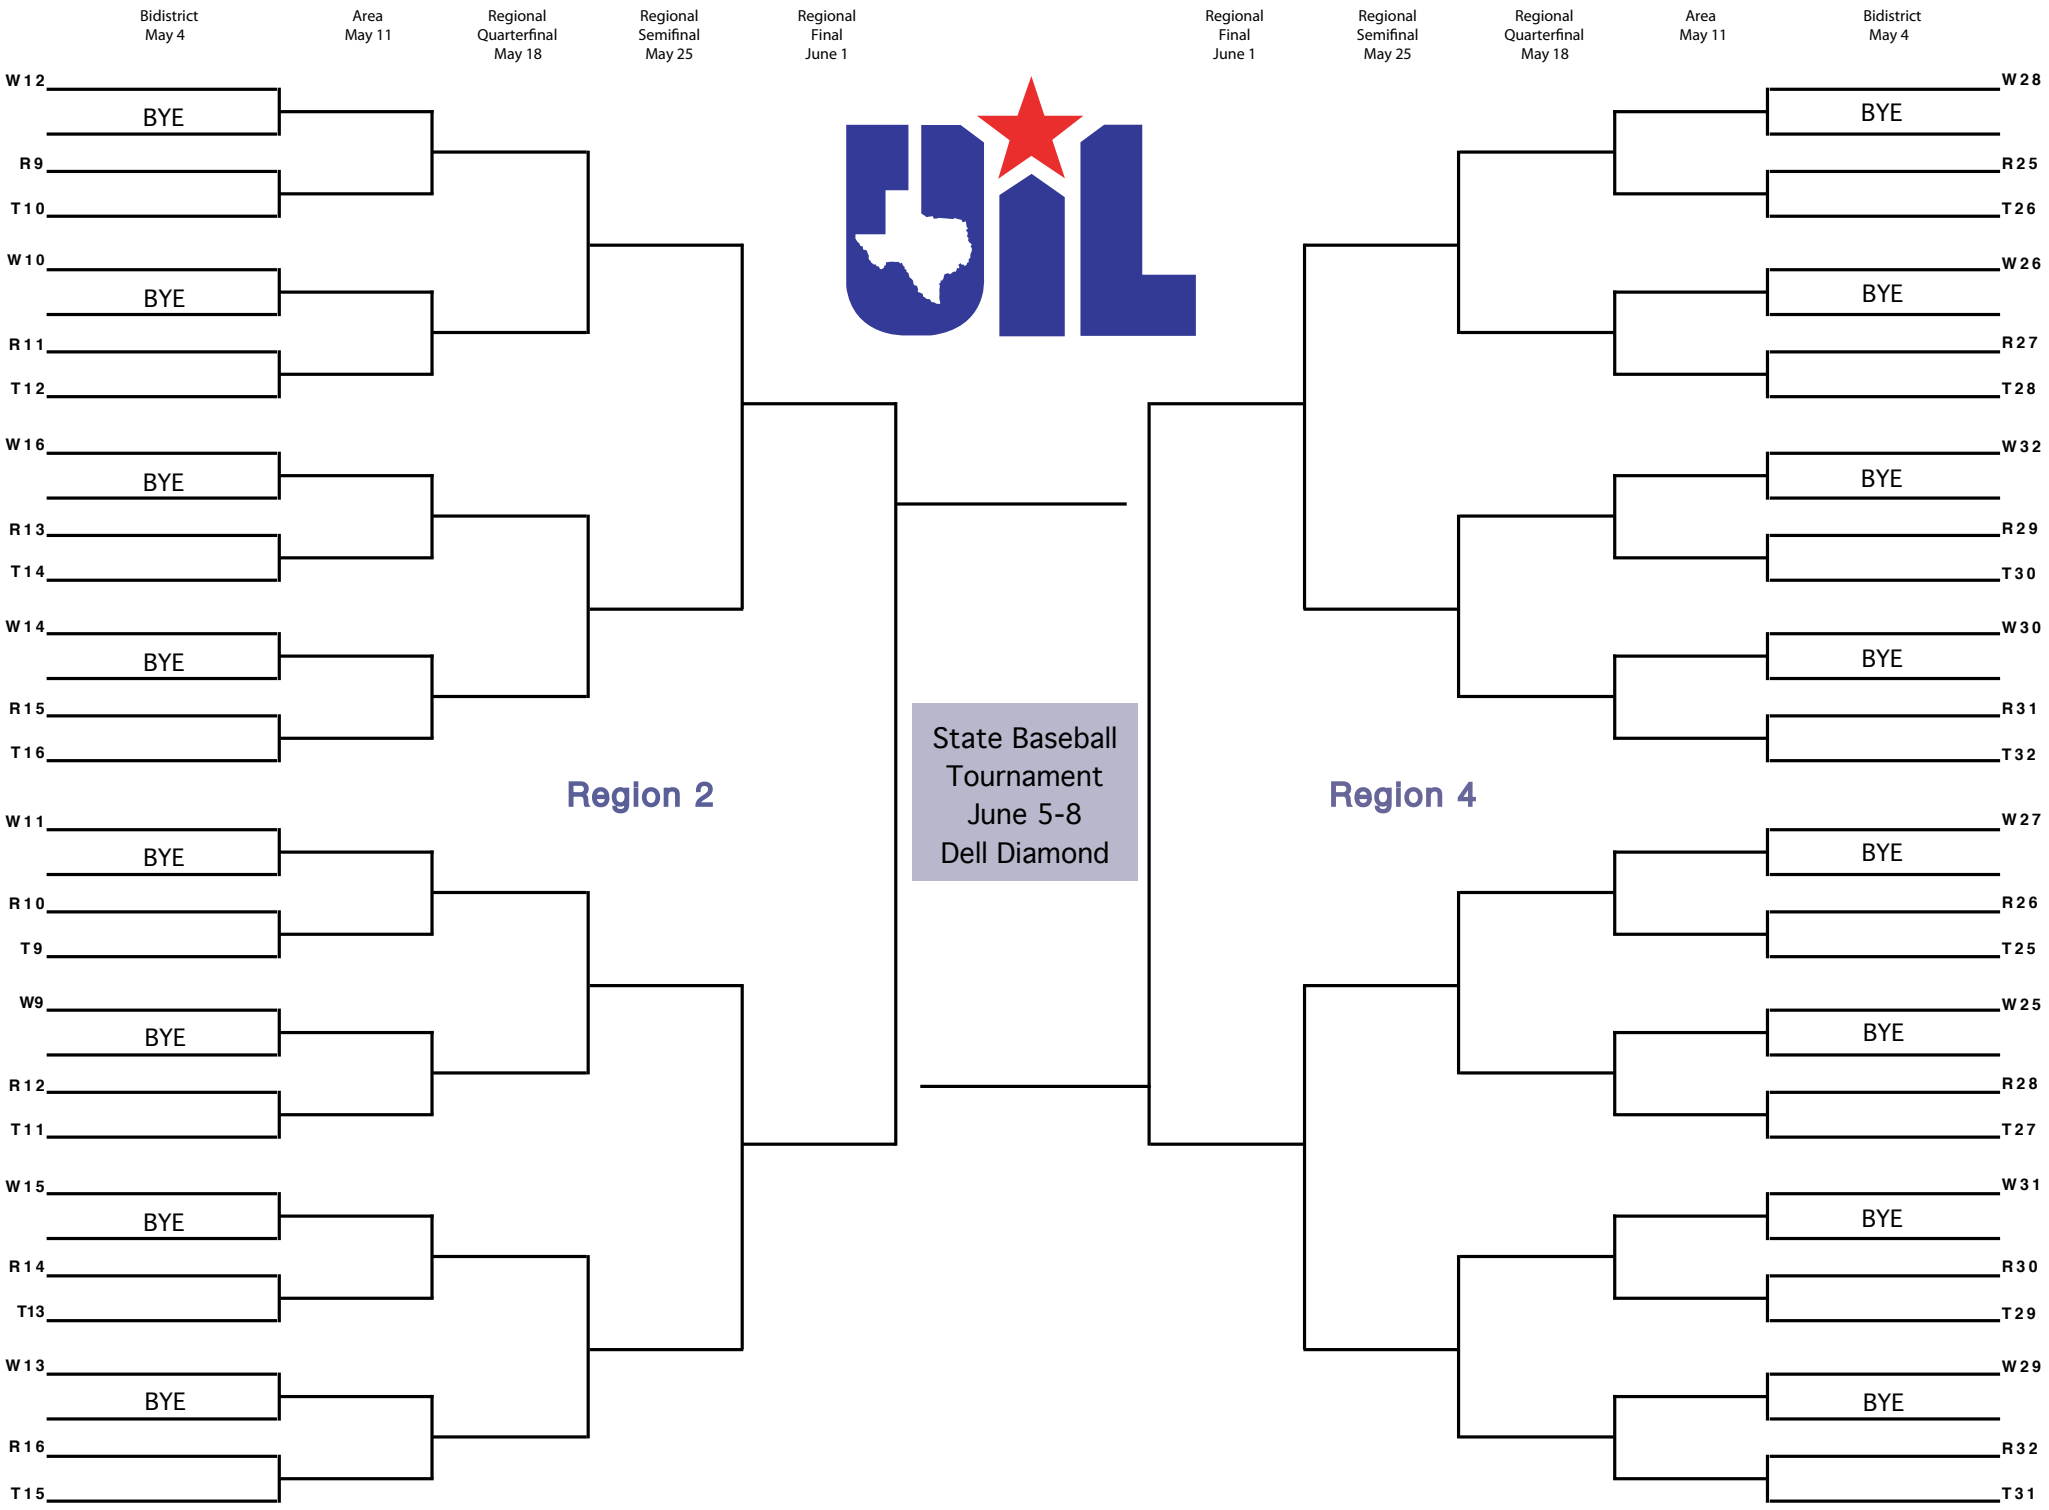 Bidistrict
May 4
Area
May 11
Regional
Quarterfinal
May 18
Regional
Semifinal
May 25
Regional
Final
June 1
Regional
Final
June 1
Regional
Semifinal
May 25
Regional
Quarterfinal
May 18
Area
May 11
Bidistrict
May 4
UIL
W12
BYE
R9
T10
W10
BYE
R11
T12
W16
BYE
R13
T14
W14
BYE
R15
T16
Region 2
W11
BYE
R10
T9
W9
BYE
R12
T11
W15
BYE
R14
T13
W13
BYE
R16
T15
State Baseball
Tournament
June 5-8
Dell Diamond
W28
BYE
R25
T26
W26
BYE
R27
T28
W32
BYE
R29
T30
W30
BYE
R31
T32
Region 4
W27
BYE
R26
T25
W25
BYE
R28
T27
W31
BYE
R30
T29
W29
BYE
R32
T31